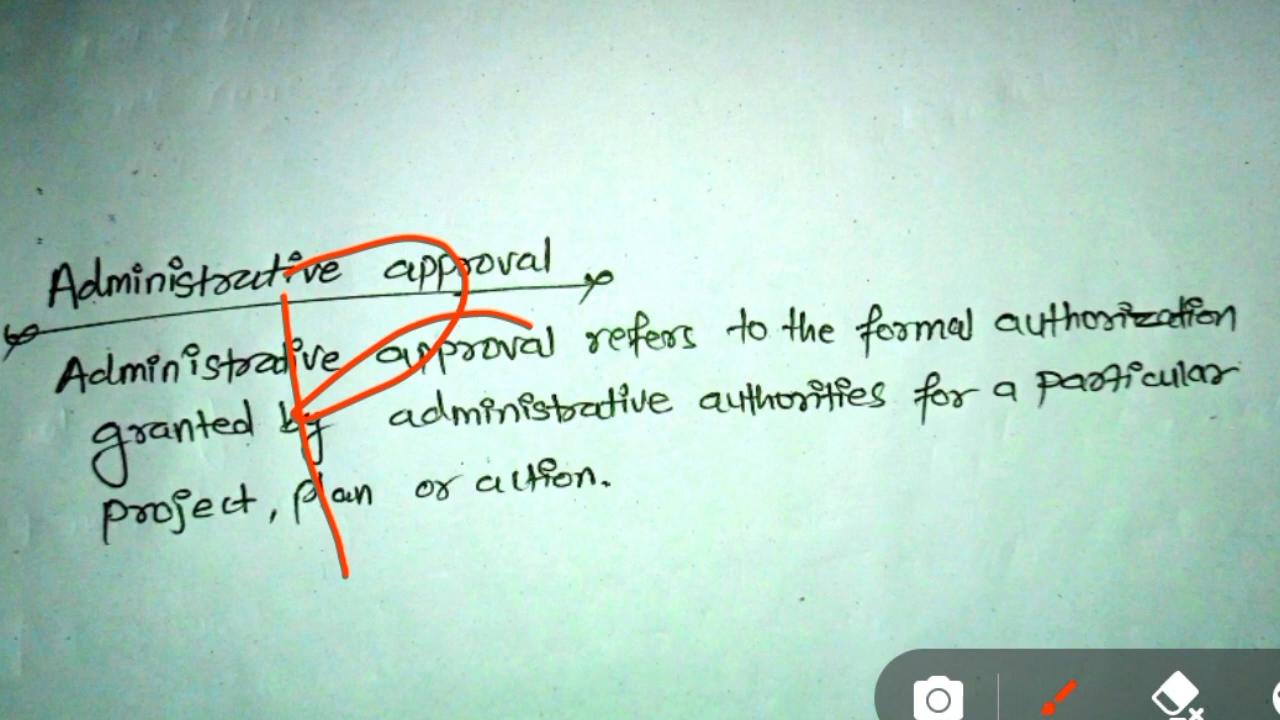 Administrative approval
Administrative approval refers to the formal authorization
granted by administrative authorities for a particular
project, plan or action.